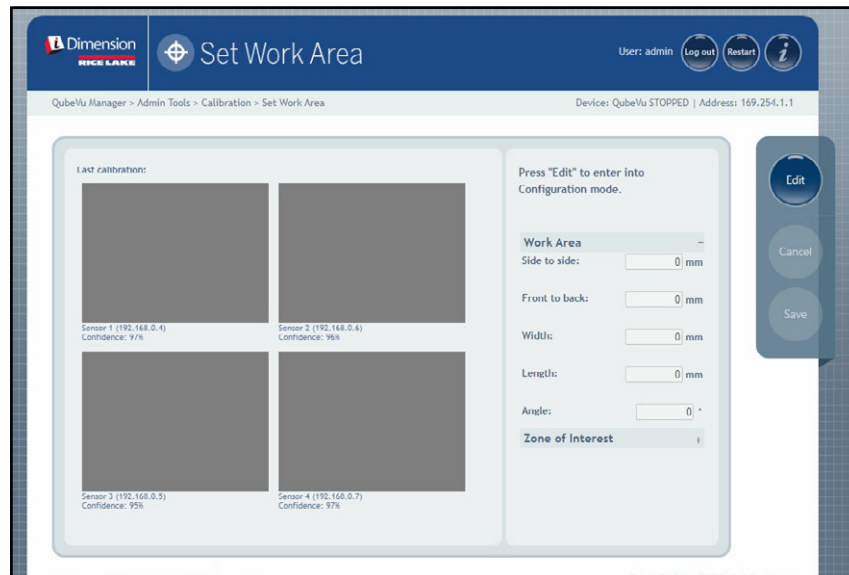 iDimension
RICE LAKE
Set Work Area
User: admin
Log out
Restart
i
QubeVu Manager > Admin Tools > Calibration > Set Work Area
Device: QubeVu STOPPED | Address: 169.254.1.1
Last calibration:
Sensor 1 (192.168.0.4)
Confidence: 97%
Sensor 2 (192.168.0.6)
Confidence: 96%
Sensor 3 (192.168.0.5)
Confidence: 95%
Sensor 4 (192.168.0.7)
Confidence: 97%
Press "Edit" to enter into
Configuration mode.
Work Area –
Side to side: 0 mm
Front to back: 0 mm
Width: 0 mm
Length: 0 mm
Angle: 0 °
Zone of Interest +
Edit
Cancel
Save